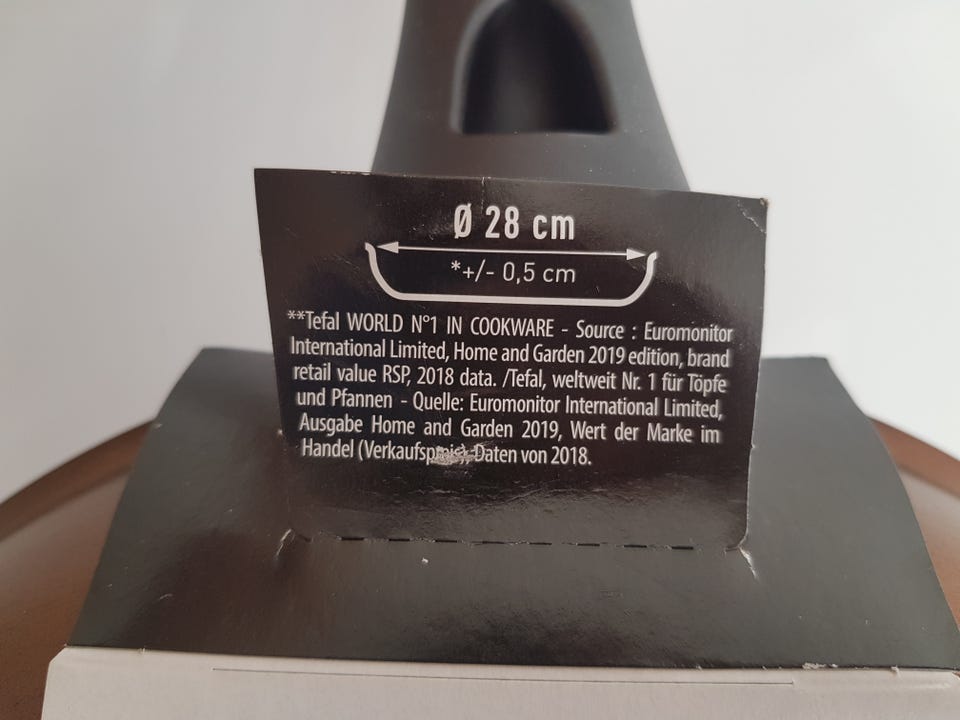 Ø 28 cm
*+/- 0,5 cm
**Tefal WORLD N°1 IN COOKWARE - Source : Euromonitor
International Limited, Home and Garden 2019 edition, brand
retail value RSP, 2018 data. /Tefal, weltweit Nr. 1 für Töpfe
und Pfannen - Quelle: Euromonitor International Limited,
Ausgabe Home and Garden 2019, Wert der Marke im
Handel (Verkaufspreis), Daten von 2018.